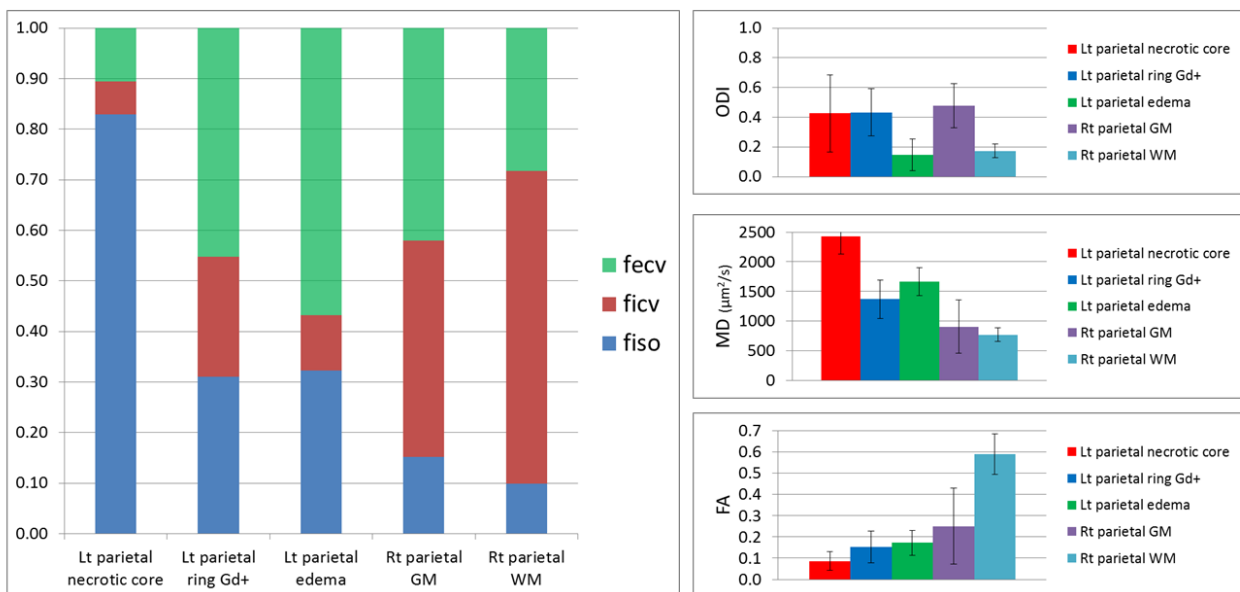 1.00
0.90
0.80
0.70
0.60
0.50
0.40
0.30
0.20
0.10
0.00
Lt parietal
necrotic core
Lt parietal
ring Gd+
Lt parietal
edema
Rt parietal
GM
Rt parietal
WM
fecv
ficv
fiso
ODI
1.0
0.8
0.6
0.4
0.2
0.0
Lt parietal necrotic core
Lt parietal ring Gd+
Lt parietal edema
Rt parietal GM
Rt parietal WM
MD (μm²/s)
2500
2000
1500
1000
500
0
Lt parietal necrotic core
Lt parietal ring Gd+
Lt parietal edema
Rt parietal GM
Rt parietal WM
FA
0.7
0.6
0.5
0.4
0.3
0.2
0.1
0.0
Lt parietal necrotic core
Lt parietal ring Gd+
Lt parietal edema
Rt parietal GM
Rt parietal WM